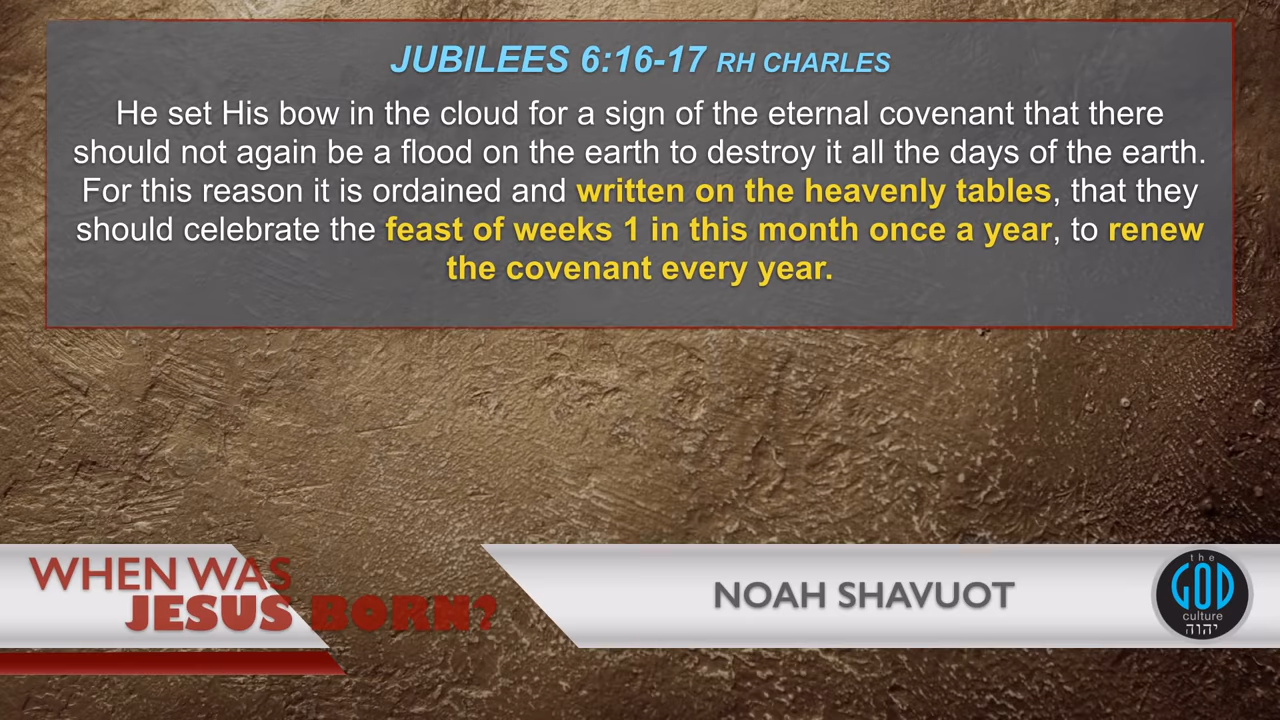 JUBILEES 6:16-17 RH CHARLES
He set His bow in the cloud for a sign of the eternal covenant that there
should not again be a flood on the earth to destroy it all the days of the earth.
For this reason it is ordained and written on the heavenly tables, that they
should celebrate the feast of weeks 1 in this month once a year, to renew
the covenant every year.
WHEN WAS
JESUS BORN?
NOAH SHAVUOT
the
GOD
culture
יהוה